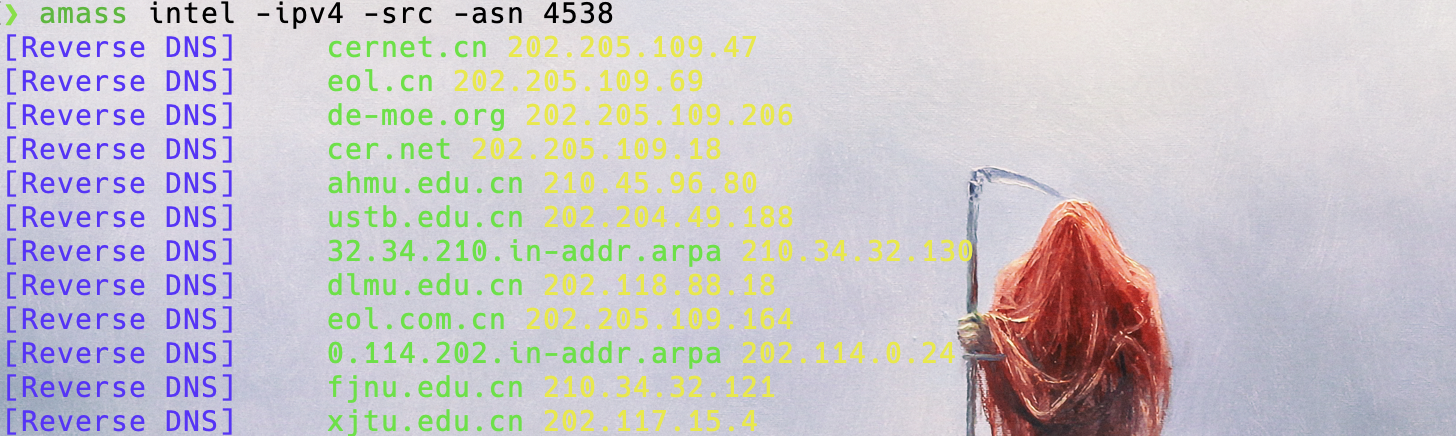 ❯ amass intel -ipv4 -src -asn 4538
[Reverse DNS] cernet.cn 202.205.109.47
[Reverse DNS] eol.cn 202.205.109.69
[Reverse DNS] de-moe.org 202.205.109.206
[Reverse DNS] cer.net 202.205.109.18
[Reverse DNS] ahmu.edu.cn 210.45.96.80
[Reverse DNS] ustb.edu.cn 202.204.49.188
[Reverse DNS] 32.34.210.in-addr.arpa 210.34.32.130
[Reverse DNS] dlmu.edu.cn 202.118.88.18
[Reverse DNS] eol.com.cn 202.205.109.164
[Reverse DNS] 0.114.202.in-addr.arpa 202.114.0.24
[Reverse DNS] fjnu.edu.cn 210.34.32.121
[Reverse DNS] xjtu.edu.cn 202.117.15.4